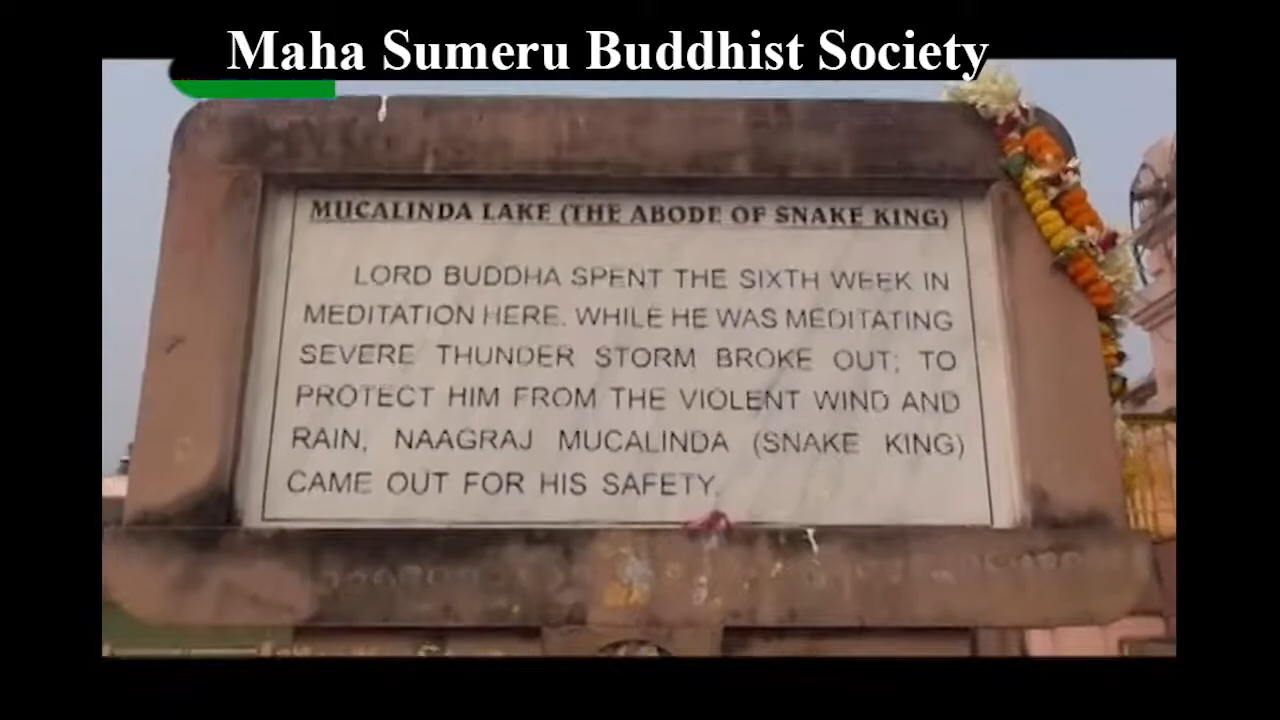 Maha Sumeru Buddhist Society
MUCALINDA LAKE (THE ABODE OF SNAKE KING)
LORD BUDDHA SPENT THE SIXTH WEEK IN
MEDITATION HERE. WHILE HE WAS MEDITATING
SEVERE THUNDER STORM BROKE OUT; TO
PROTECT HIM FROM THE VIOLENT WIND AND
RAIN, NAAGRAJ MUCALINDA (SNAKE KING)
CAME OUT FOR HIS SAFETY.